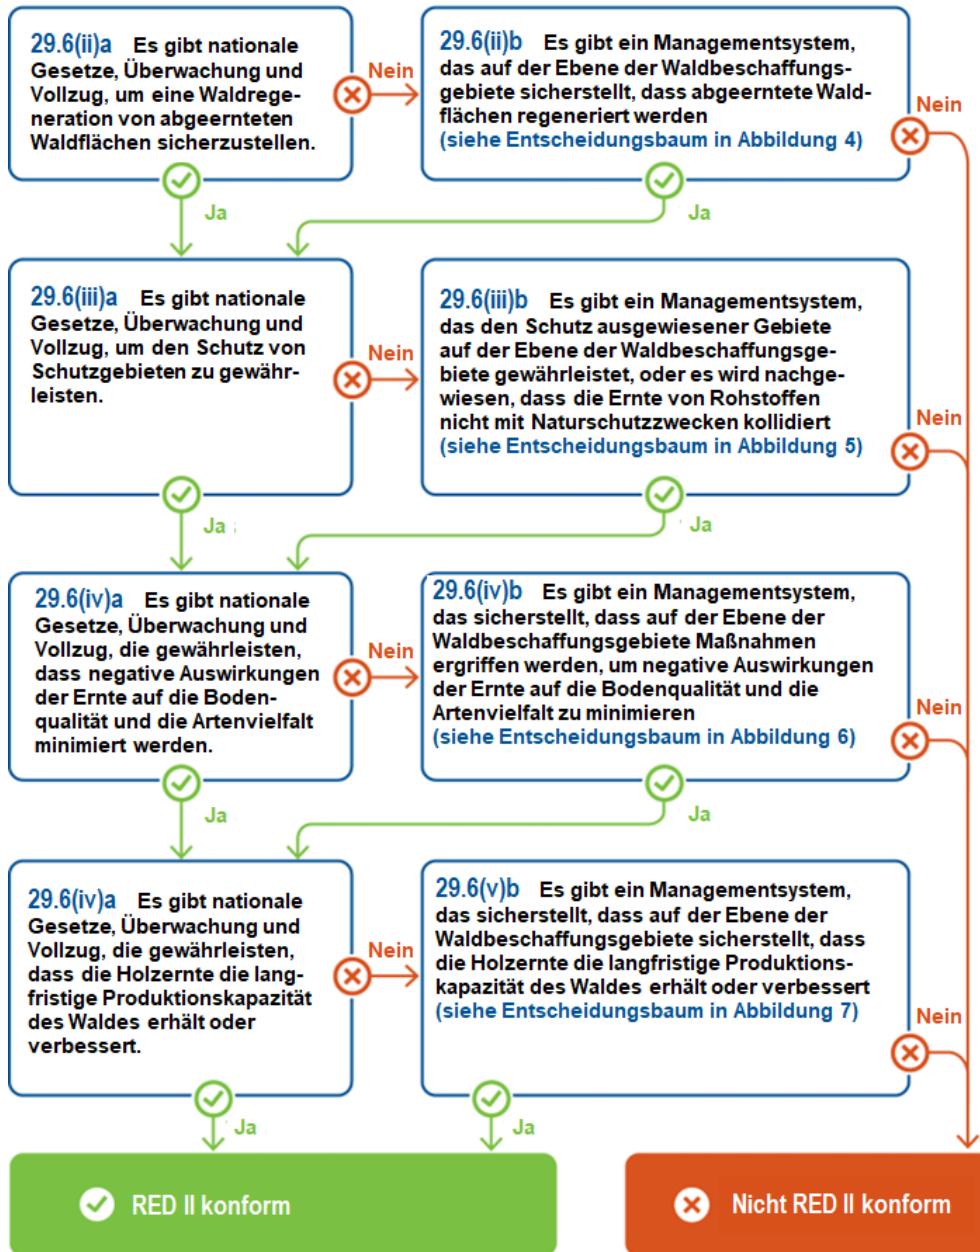 29.6(ii)a Es gibt nationale
Gesetze, Überwachung und
Vollzug, um eine Waldrege-
neration von abgeernteten
Waldflächen sicherzustellen.
Nein
29.6(ii)b Es gibt ein Managementsystem,
das auf der Ebene der Waldbeschaffungs-
gebiete sicherstellt, dass abgeerntete Wald-
flächen regeneriert werden
(siehe Entscheidungsbaum in Abbildung 4)
Nein
Ja
Ja
29.6(iii)a Es gibt nationale
Gesetze, Überwachung und
Vollzug, um den Schutz von
Schutzgebieten zu gewähr-
leisten.
Nein
29.6(iii)b Es gibt ein Managementsystem,
das den Schutz ausgewiesener Gebiete
auf der Ebene der Waldbeschaffungsge-
biete gewährleistet, oder es wird nachge-
wiesen, dass die Ernte von Rohstoffen
nicht mit Naturschutzzwecken kollidiert
(siehe Entscheidungsbaum in Abbildung 5)
Nein
Ja
Ja
29.6(iv)a Es gibt nationale
Gesetze, Überwachung und
Vollzug, die gewährleisten,
dass negative Auswirkungen
der Ernte auf die Boden-
qualität und die Artenvielfalt
minimiert werden.
Nein
29.6(iv)b Es gibt ein Managementsystem,
das sicherstellt, dass auf der Ebene der
Waldbeschaffungsgebiete Maßnahmen
ergriffen werden, um negative Auswirkungen
der Ernte auf die Bodenqualität und die
Artenvielfalt zu minimieren
(siehe Entscheidungsbaum in Abbildung 6)
Nein
Ja
Ja
29.6(iv)a Es gibt nationale
Gesetze, Überwachung und
Vollzug, die gewährleisten,
dass die Holzernte die lang-
fristige Produktionskapazität
des Waldes erhält oder
verbessert.
Nein
29.6(v)b Es gibt ein Managementsystem,
das sicherstellt, dass auf der Ebene der
Waldbeschaffungsgebiete sicherstellt, dass
die Holzernte die langfristige Produktions-
kapazität des Waldes erhält oder verbessert
(siehe Entscheidungsbaum in Abbildung 7)
Nein
Ja
Ja
RED II konform
Nicht RED II konform